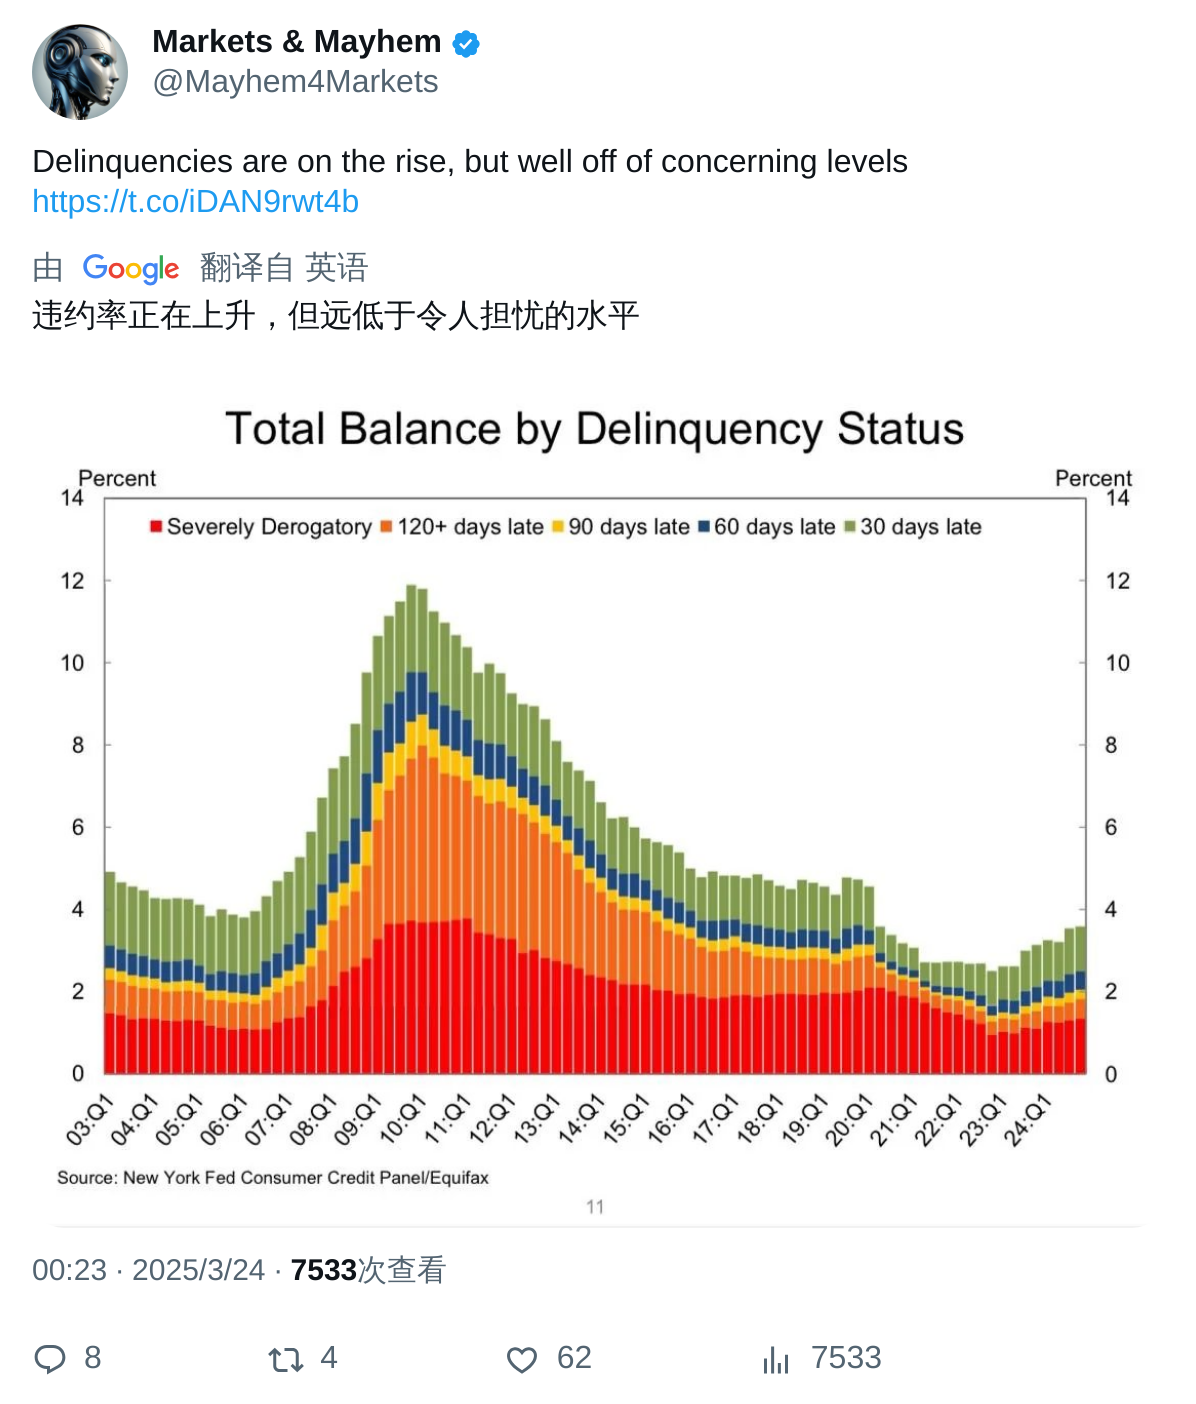 Markets & Mayhem
@Mayhem4Markets
Delinquencies are on the rise, but well off of concerning levels
https://t.co/iDAN9rwt4b
由 Google 翻译自 英语
违约率正在上升，但远低于令人担忧的水平
Total Balance by Delinquency Status
Percent Percent
14 14
Severely Derogatory 120+ days late 90 days late 60 days late 30 days late
12 12
10 10
8 8
6 6
4 4
2 2
0 0
03:Q1 04:Q1 05:Q1 06:Q1 07:Q1 08:Q1 09:Q1 10:Q1 11:Q1 12:Q1 13:Q1 14:Q1 15:Q1 16:Q1 17:Q1 18:Q1 19:Q1 20:Q1 21:Q1 22:Q1 23:Q1 24:Q1
Source: New York Fed Consumer Credit Panel/Equifax
11
00:23 · 2025/3/24 · 7533次查看
8 4 62 7533